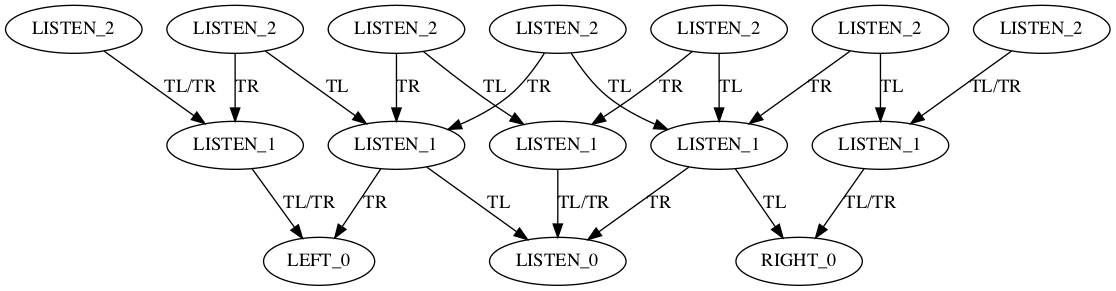 LISTEN_2 LISTEN_2 LISTEN_2 LISTEN_2 LISTEN_2 LISTEN_2 LISTEN_2
TL/TR TR TL TR TL TR TL TR TL TR TL TL/TR
LISTEN_1 LISTEN_1 LISTEN_1 LISTEN_1 LISTEN_1
TL/TR TR TL TL/TR TR TL TL/TR
LEFT_0 LISTEN_0 RIGHT_0